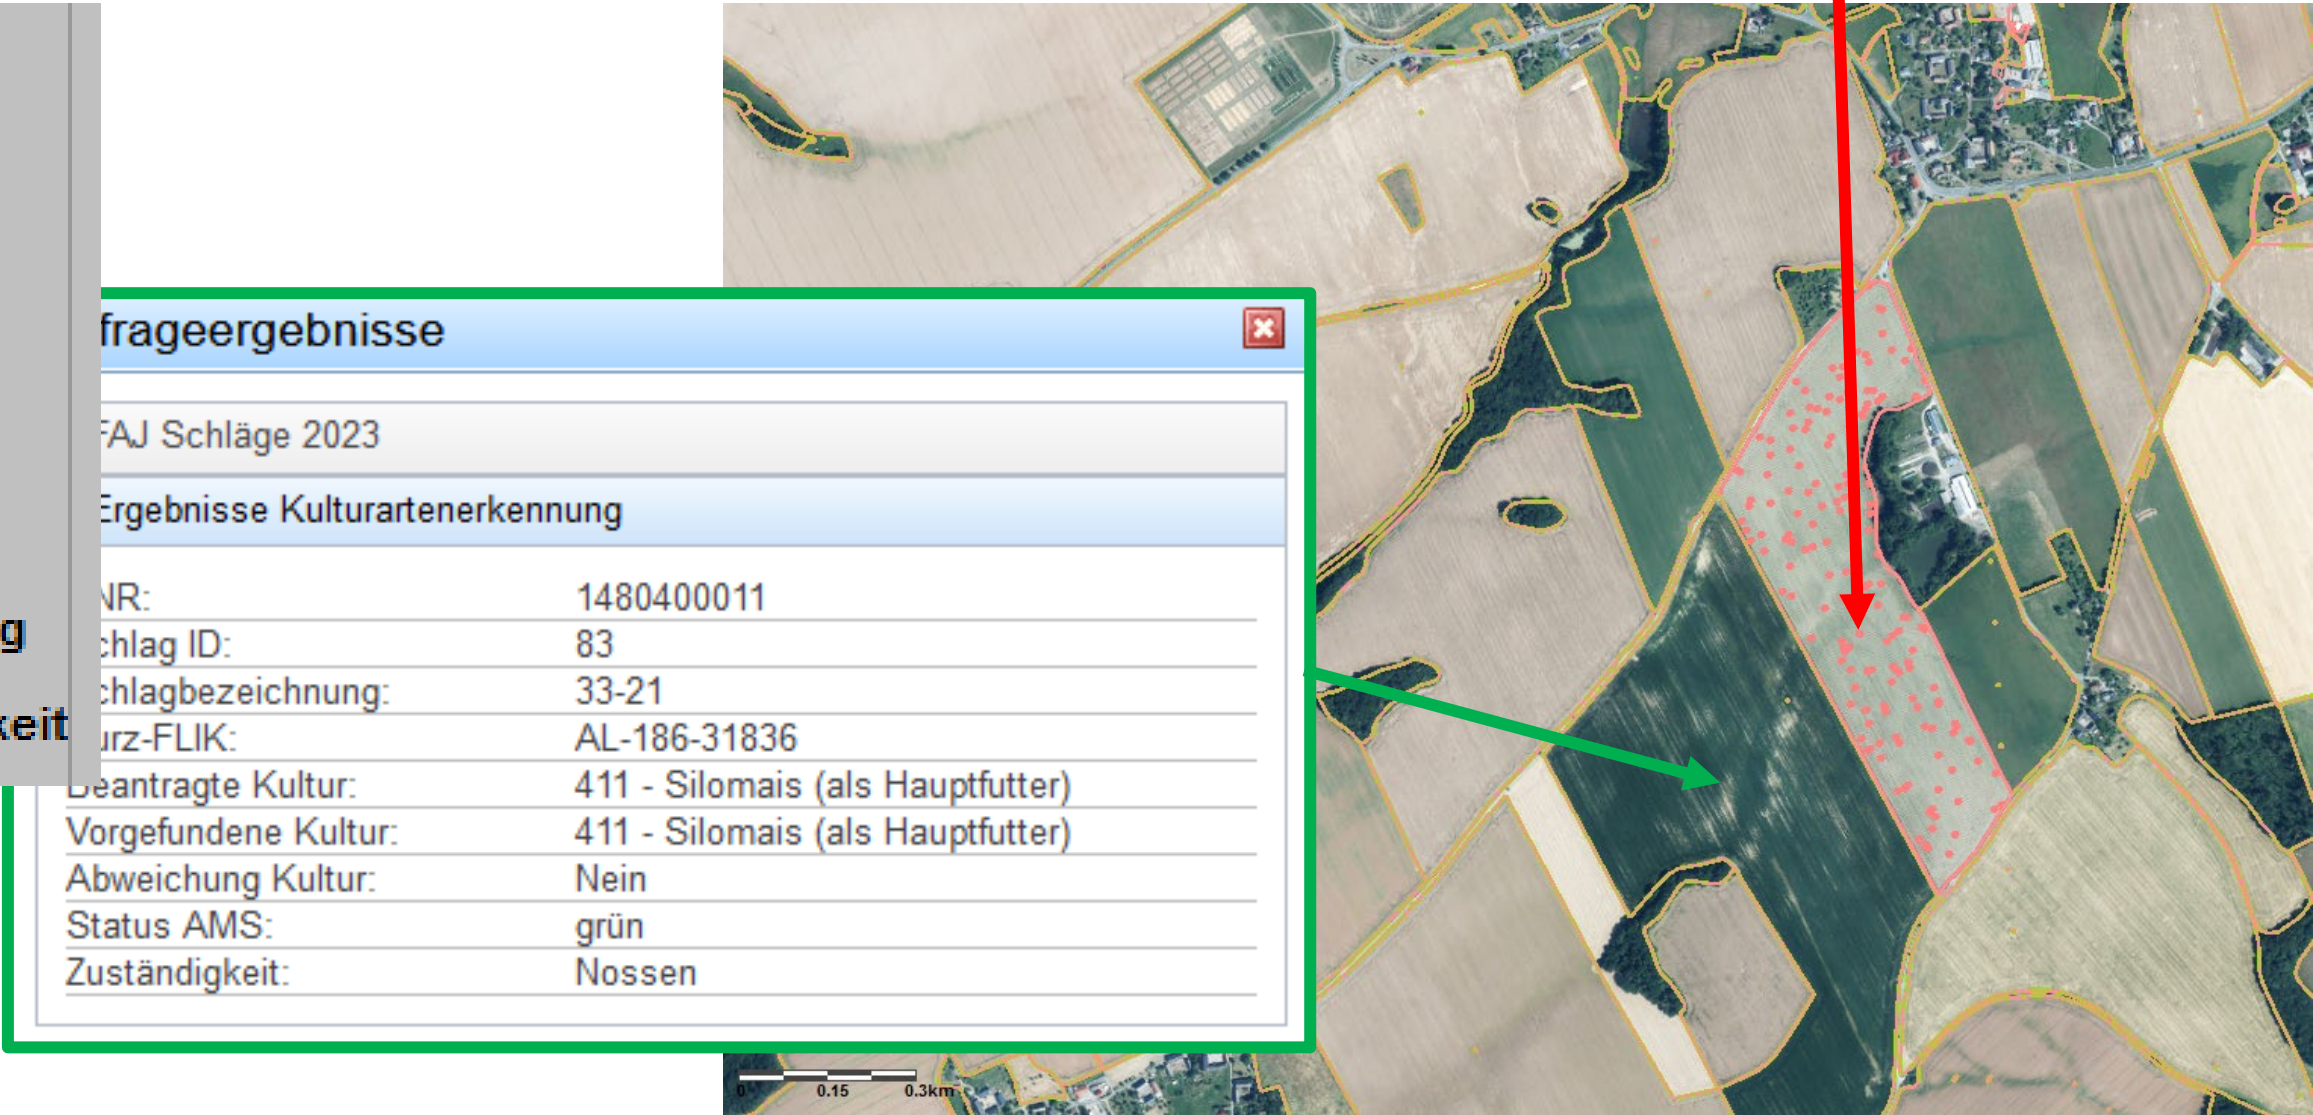 frageergebnisse
FAJ Schläge 2023
Ergebnisse Kulturartenerkennung
NR: 1480400011
chlag ID: 83
chlagbezeichnung: 33-21
urz-FLIK: AL-186-31836
Beantragte Kultur: 411 - Silomais (als Hauptfutter)
Vorgefundene Kultur: 411 - Silomais (als Hauptfutter)
Abweichung Kultur: Nein
Status AMS: grün
Zuständigkeit: Nossen
g
keit
0 0.15 0.3km